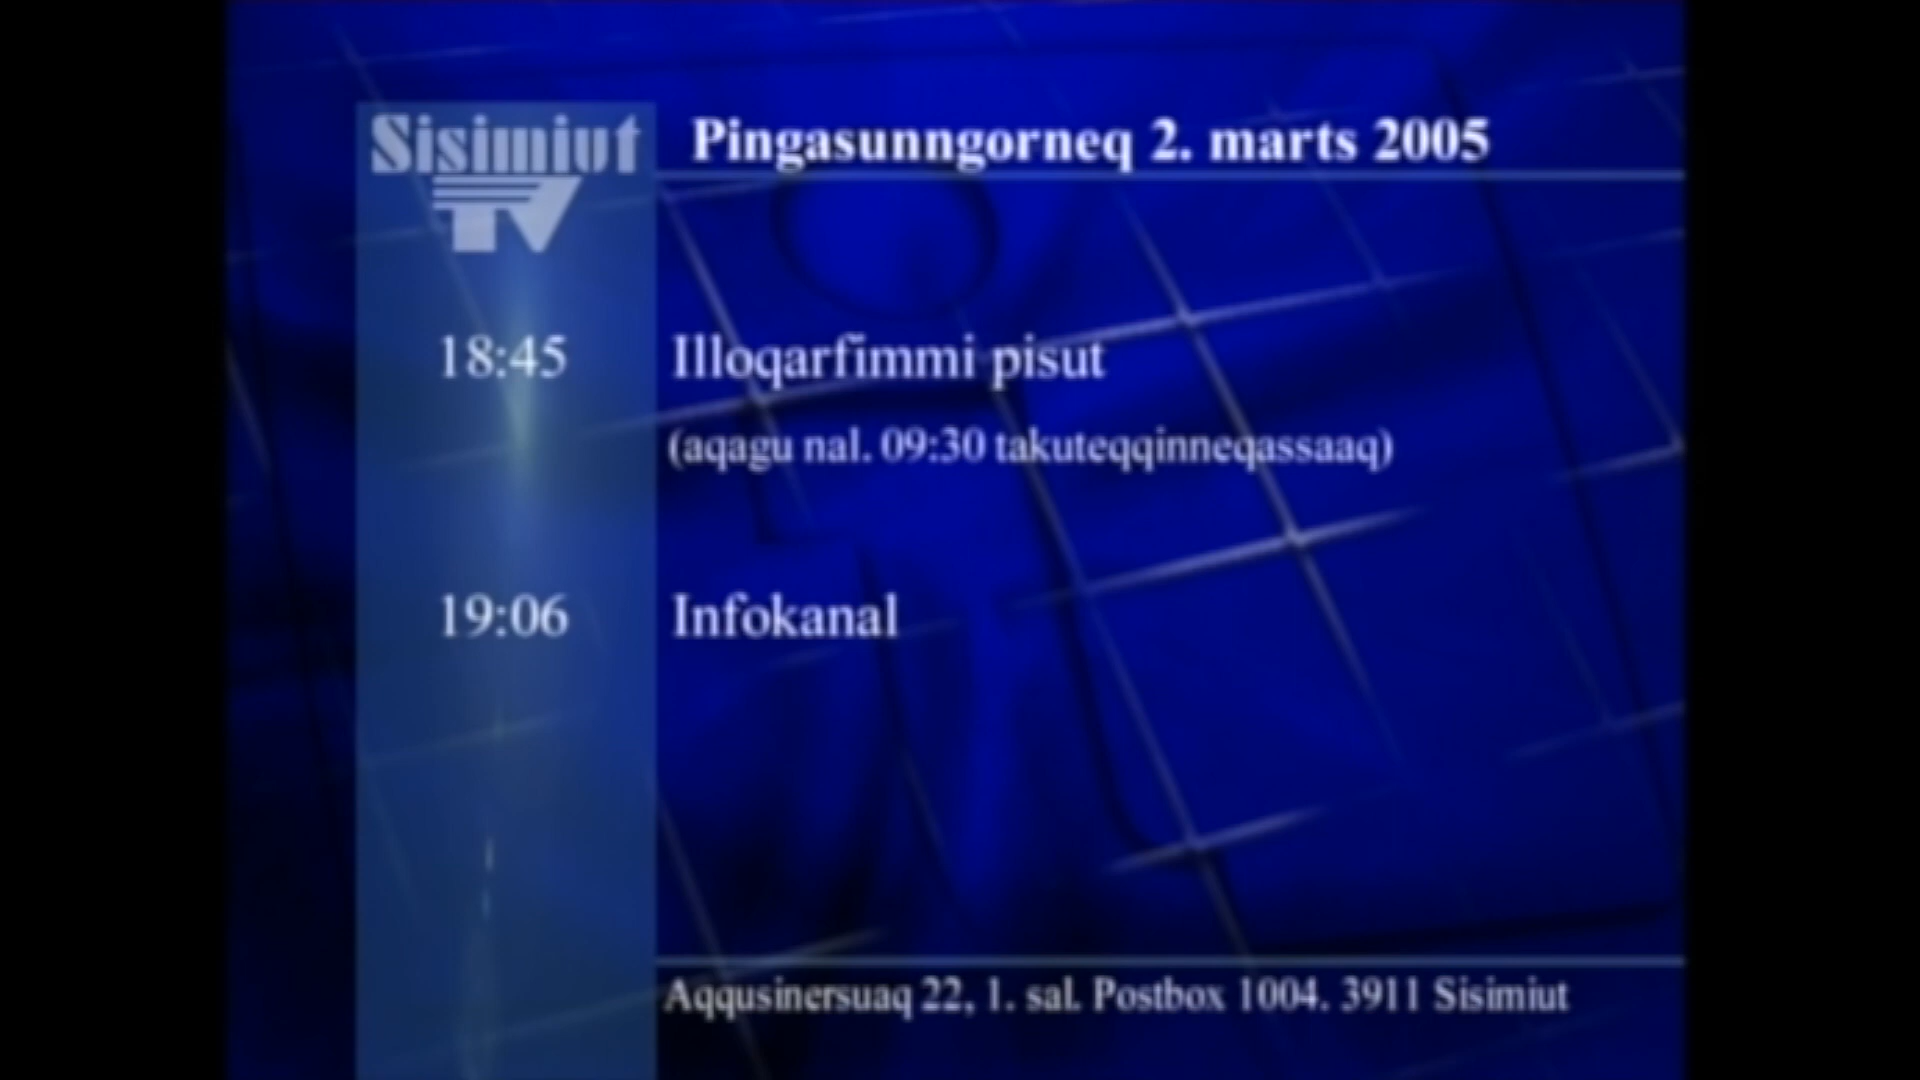 Sisimiut
TV
Pingasunngorneq 2. marts 2005
18:45 Illoqarfimmi pisut
(aqagu nal. 09:30 takuteqqinneqassaaq)
19:06 Infokanal
Aqqusinersuaq 22, 1. sal. Postbox 1004. 3911 Sisimiut